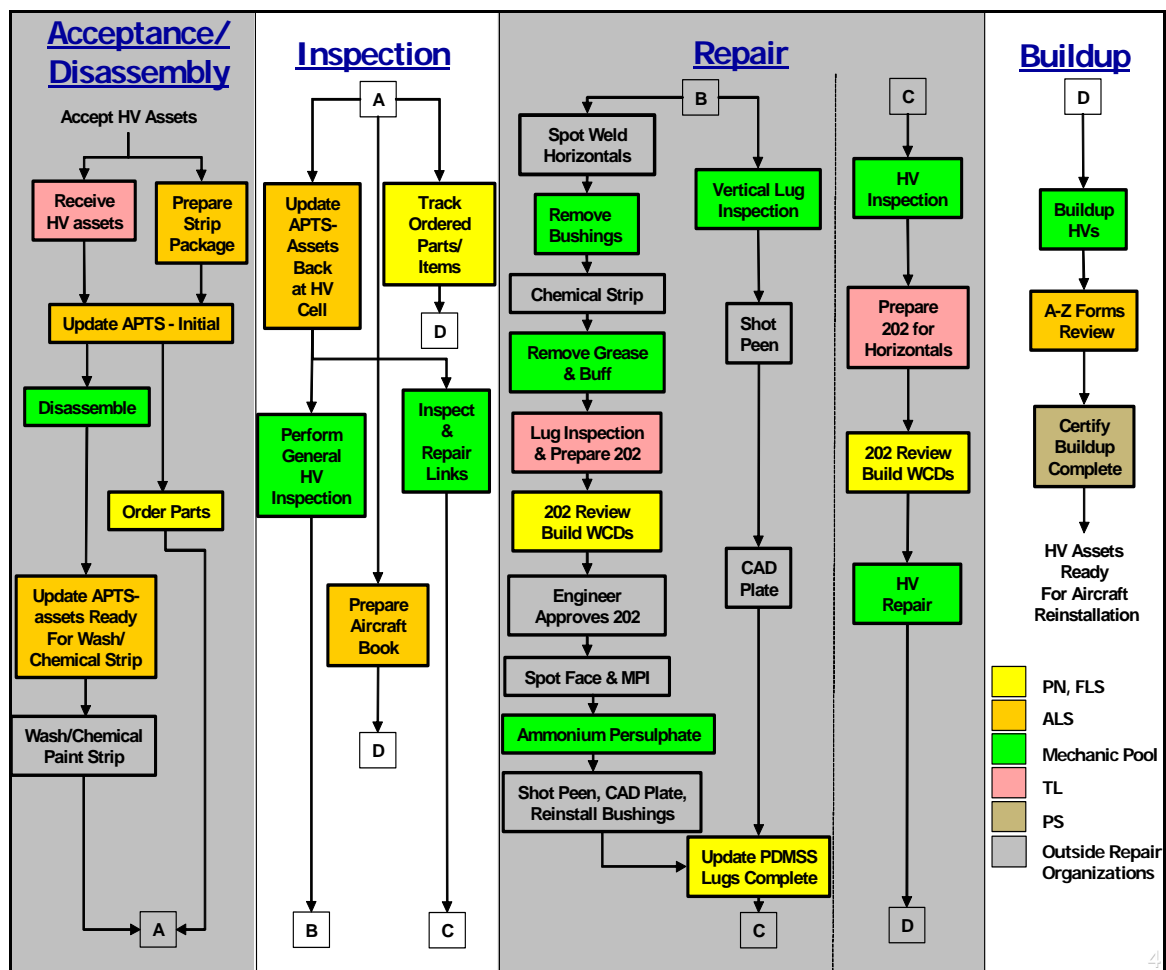 Acceptance/
Disassembly
Accept HV Assets
Receive
HV assets
Prepare
Strip
Package
Update APTS - Initial
Disassemble
Order Parts
Update APTS-
assets Ready
For Wash/
Chemical Strip
Wash/Chemical
Paint Strip
A
Inspection
A
Update
APTS-
Assets
Back
at HV
Cell
Track
Ordered
Parts/
Items
D
Perform
General
HV
Inspection
Inspect
&
Repair
Links
Prepare
Aircraft
Book
D
B
C
Repair
B
Spot Weld
Horizontals
Remove
Bushings
Chemical Strip
Remove Grease
& Buff
Lug Inspection
& Prepare 202
202 Review
Build WCDs
Engineer
Approves 202
Spot Face & MPI
Ammonium Persulphate
Shot Peen, CAD Plate,
Reinstall Bushings
Vertical Lug
Inspection
Shot
Peen
CAD
Plate
Update PDMSS
Lugs Complete
C
C
HV
Inspection
Prepare
202 for
Horizontals
202 Review
Build WCDs
HV
Repair
D
Buildup
D
Buildup
HVs
A-Z Forms
Review
Certify
Buildup
Complete
HV Assets
Ready
For Aircraft
Reinstallation
PN, FLS
ALS
Mechanic Pool
TL
PS
Outside Repair
Organizations
4